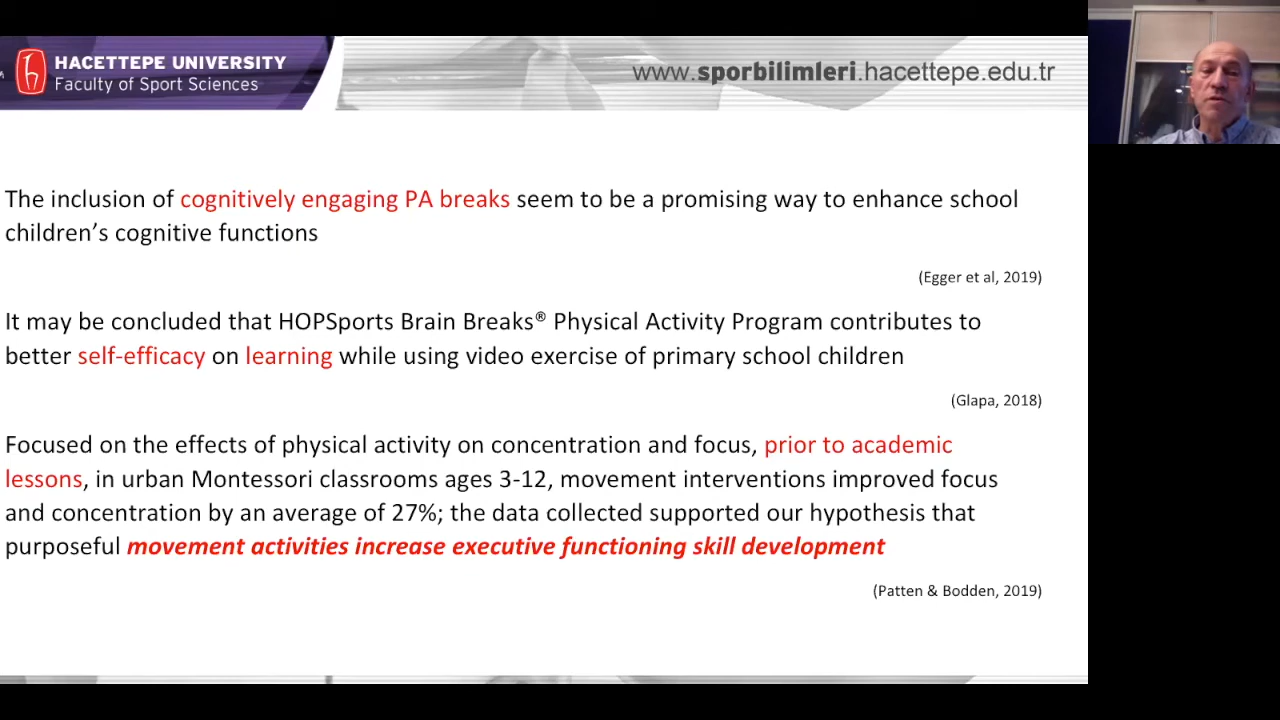 HACETTEPE UNIVERSITY
Faculty of Sport Sciences
www.sporbilimleri.hacettepe.edu.tr
The inclusion of cognitively engaging PA breaks seem to be a promising way to enhance school
children’s cognitive functions
(Egger et al, 2019)
It may be concluded that HOPSports Brain Breaks® Physical Activity Program contributes to
better self-efficacy on learning while using video exercise of primary school children
(Glapa, 2018)
Focused on the effects of physical activity on concentration and focus, prior to academic
lessons, in urban Montessori classrooms ages 3-12, movement interventions improved focus
and concentration by an average of 27%; the data collected supported our hypothesis that
purposeful movement activities increase executive functioning skill development
(Patten & Bodden, 2019)